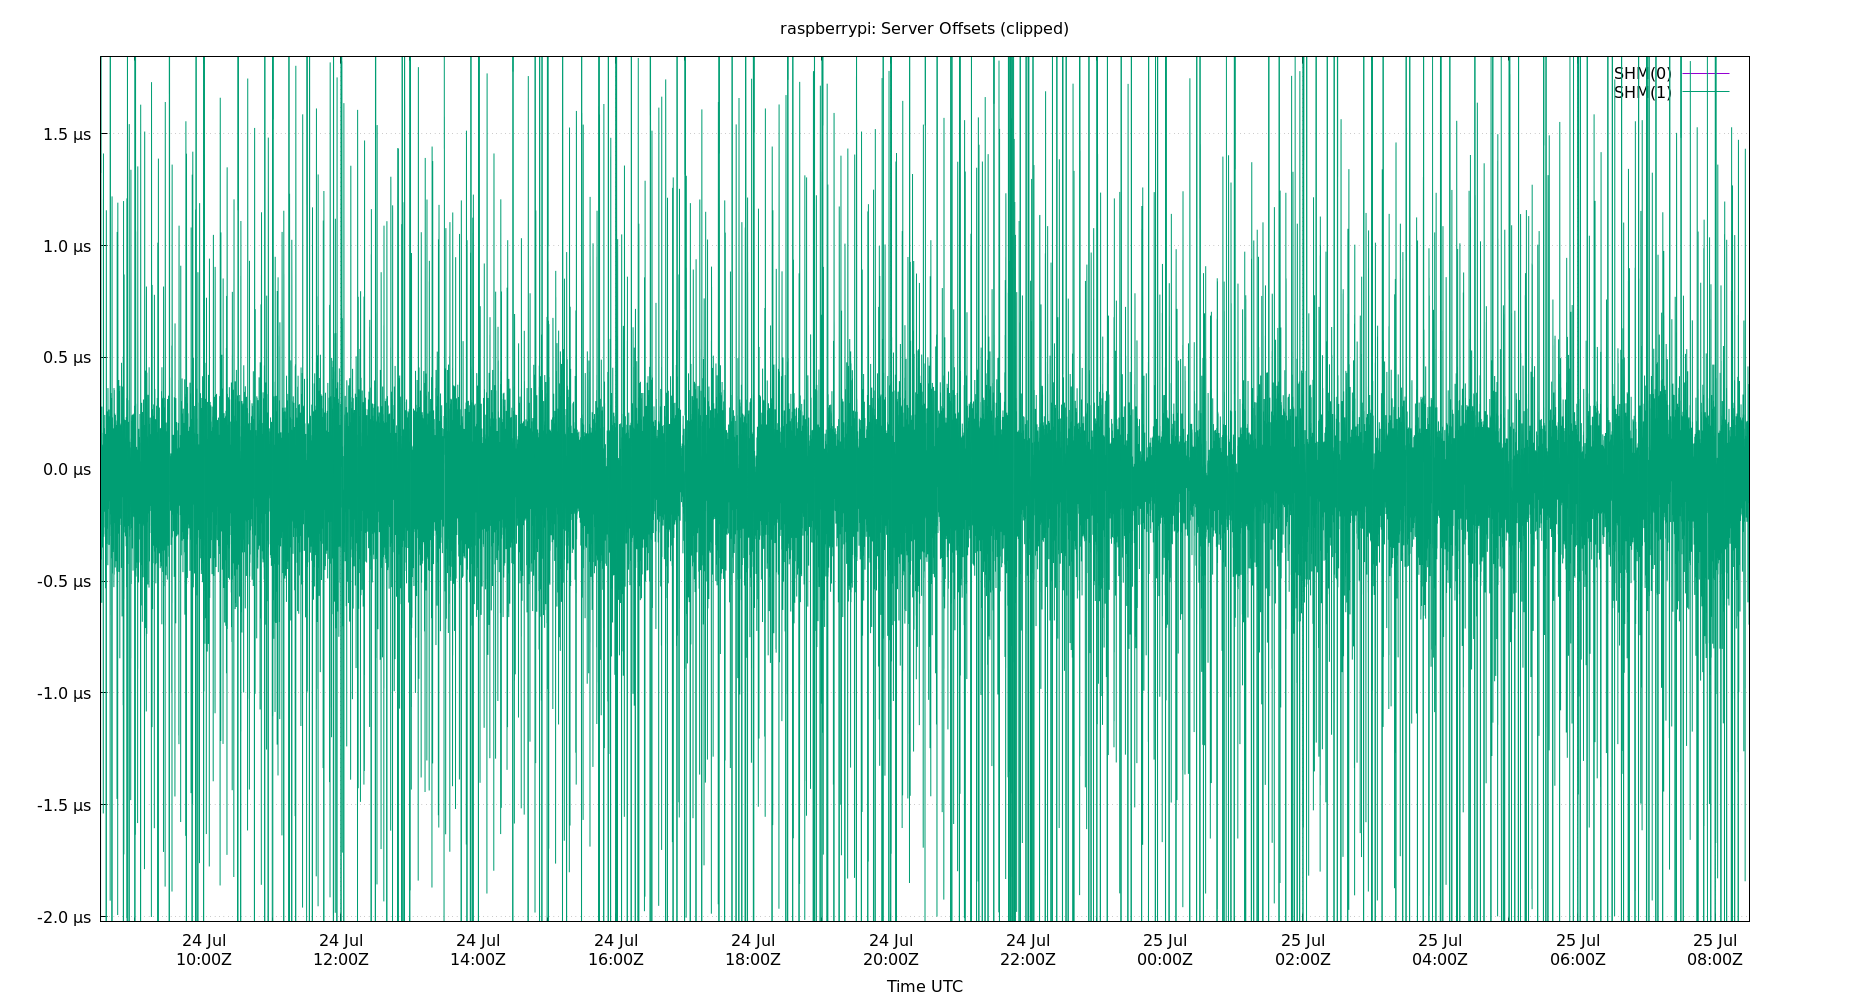 raspberrypi: Server Offsets (clipped)
SHM(0)
SHM(1)
1.5 µs
1.0 µs
0.5 µs
0.0 µs
-0.5 µs
-1.0 µs
-1.5 µs
-2.0 µs
24 Jul 24 Jul 24 Jul 24 Jul 24 Jul 24 Jul 24 Jul 25 Jul 25 Jul 25 Jul 25 Jul 25 Jul
10:00Z 12:00Z 14:00Z 16:00Z 18:00Z 20:00Z 22:00Z 00:00Z 02:00Z 04:00Z 06:00Z 08:00Z
Time UTC